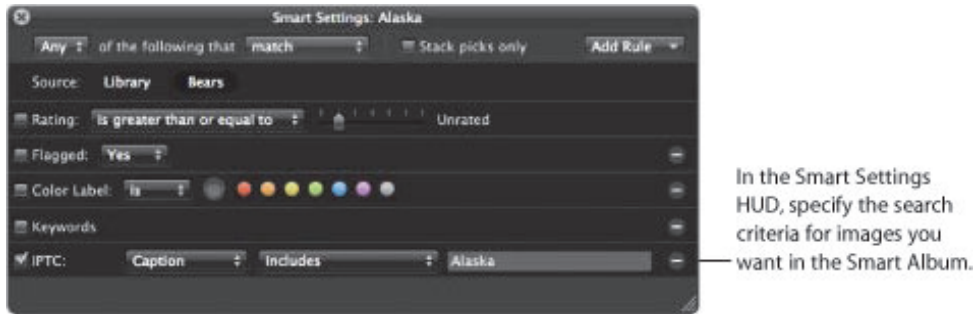 Smart Settings: Alaska
Any of the following that match Stack picks only Add Rule
Source: Library Bears
Rating: Is greater than or equal to Unrated
Flagged: Yes
Color Label: Is
Keywords
IPTC: Caption Includes Alaska
In the Smart Settings
HUD, specify the search
criteria for images you
want in the Smart Album.